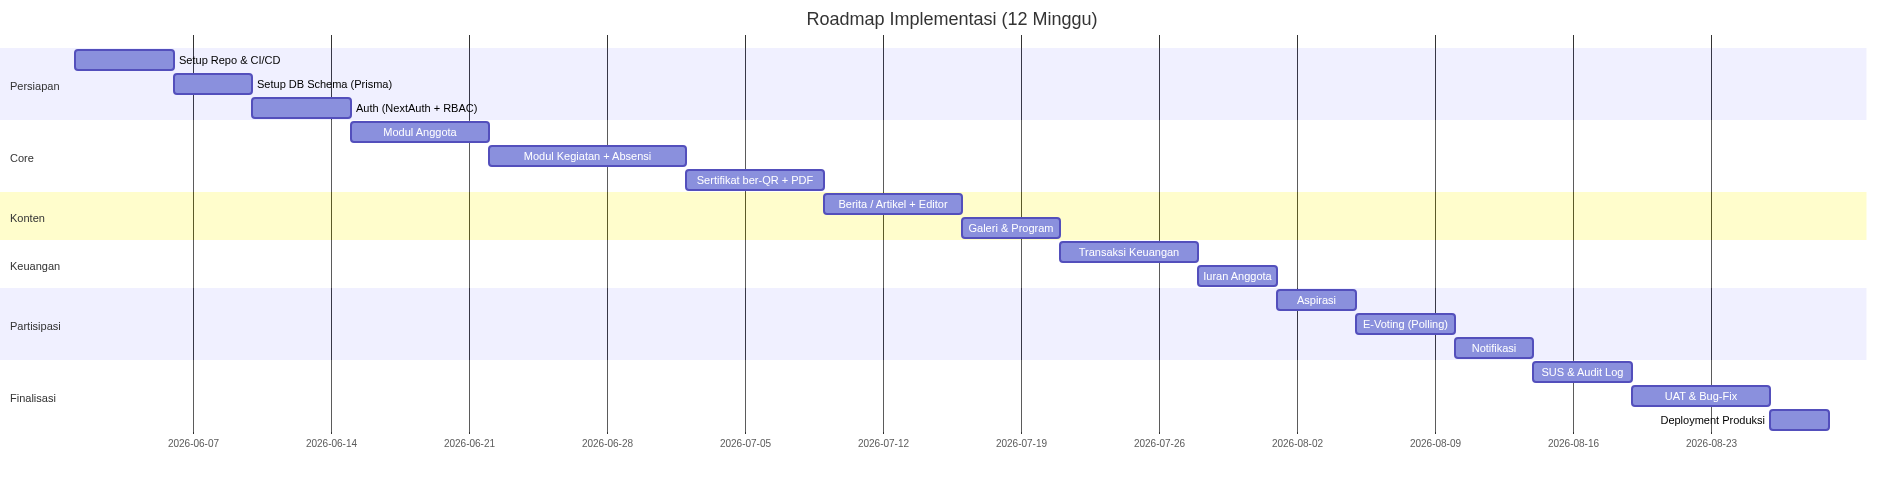 Roadmap Implementasi (12 Minggu)
Persiapan
Setup Repo & CI/CD
Setup DB Schema (Prisma)
Auth (NextAuth + RBAC)
Core
Modul Anggota
Modul Kegiatan + Absensi
Sertifikat ber-QR + PDF
Konten
Berita / Artikel + Editor
Galeri & Program
Keuangan
Transaksi Keuangan
Iuran Anggota
Partisipasi
Aspirasi
E-Voting (Polling)
Notifikasi
Finalisasi
SUS & Audit Log
UAT & Bug-Fix
Deployment Produksi
2026-06-07
2026-06-14
2026-06-21
2026-06-28
2026-07-05
2026-07-12
2026-07-19
2026-07-26
2026-08-02
2026-08-09
2026-08-16
2026-08-23